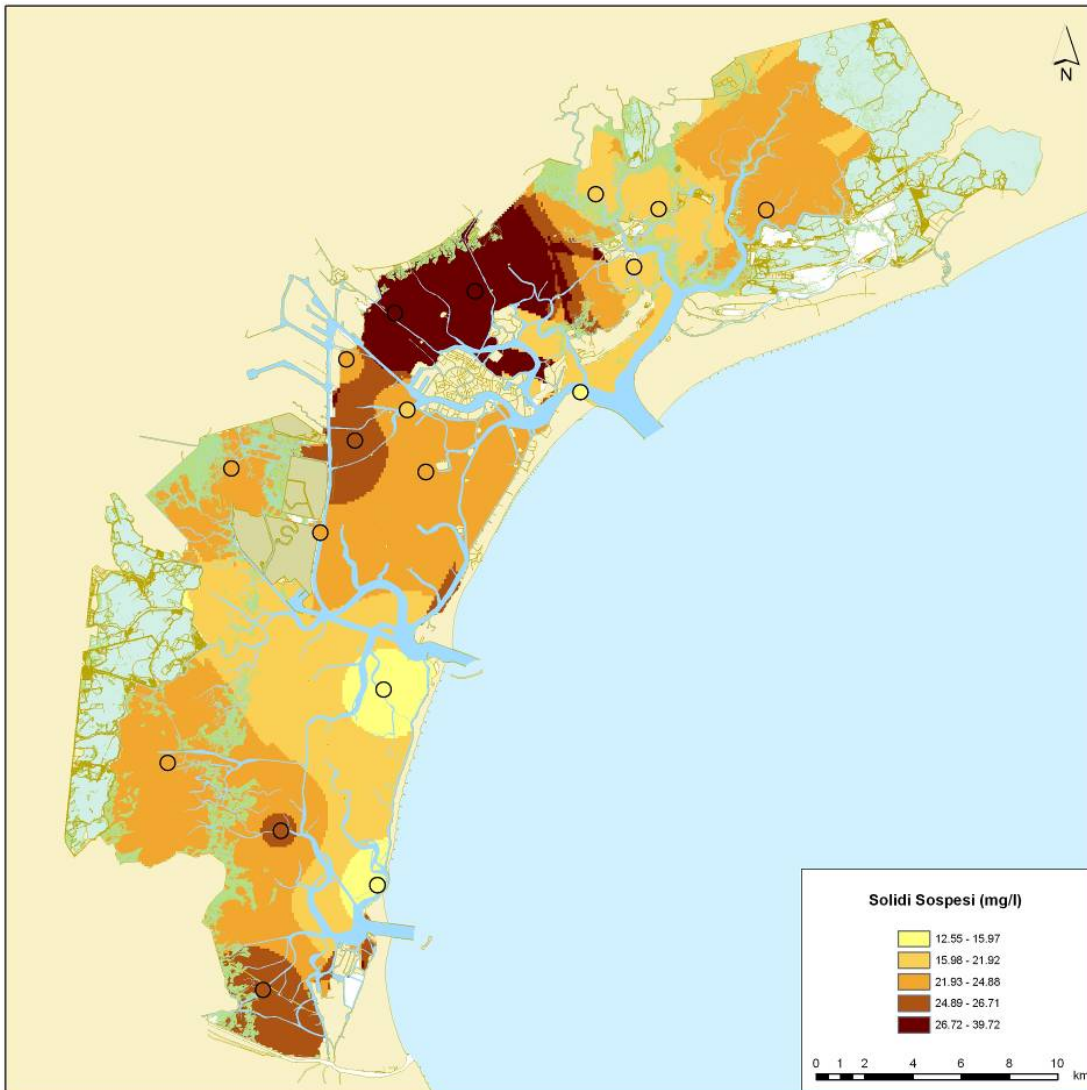 N
Solidi Sospesi (mg/l)
12.55 - 15.97
15.98 - 21.92
21.93 - 24.88
24.89 - 26.71
26.72 - 39.72
0 1 2 4 6 8 10
km